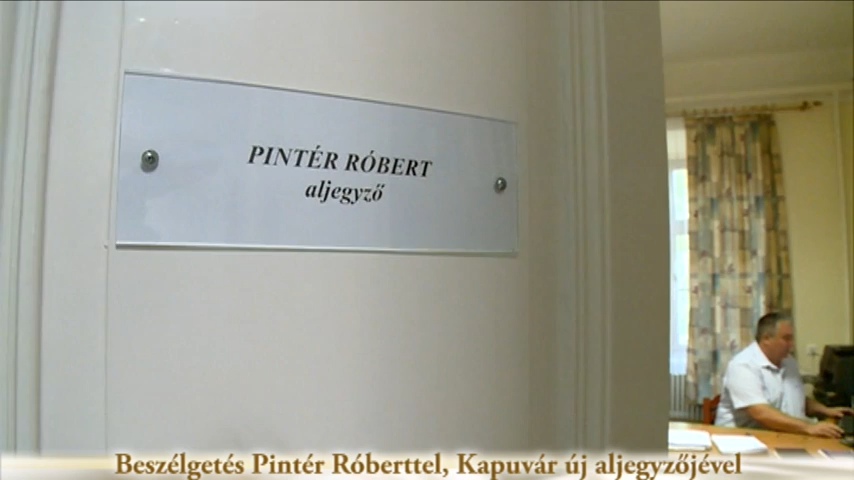 PINTÉR RÓBERT
aljegyző
Beszélgetés Pintér Róberttel, Kapuvár új aljegyzőjével